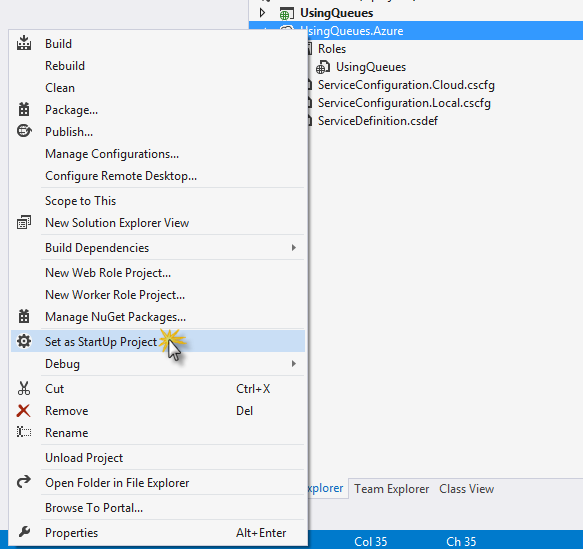 UsingQueues
UsingQueues.Azure
Roles
UsingQueues
ServiceConfiguration.Cloud.cscfg
ServiceConfiguration.Local.cscfg
ServiceDefinition.csdef
Build
Rebuild
Clean
Package...
Publish...
Manage Configurations...
Configure Remote Desktop...
Scope to This
New Solution Explorer View
Build Dependencies
New Web Role Project...
New Worker Role Project...
Manage NuGet Packages...
Set as StartUp Project
Debug
Cut Ctrl+X
Remove Del
Rename
Unload Project
Open Folder in File Explorer
Browse To Portal...
Properties Alt+Enter
xplorer Team Explorer Class View
Col 35 Ch 35